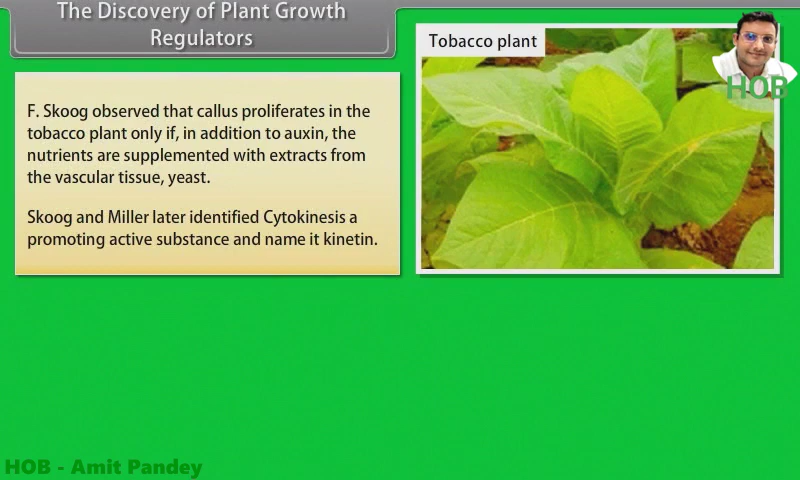 The Discovery of Plant Growth
Regulators
F. Skoog observed that callus proliferates in the
tobacco plant only if, in addition to auxin, the
nutrients are supplemented with extracts from
the vascular tissue, yeast.
Skoog and Miller later identified Cytokinesis a
promoting active substance and name it kinetin.
Tobacco plant
HOB
HOB - Amit Pandey